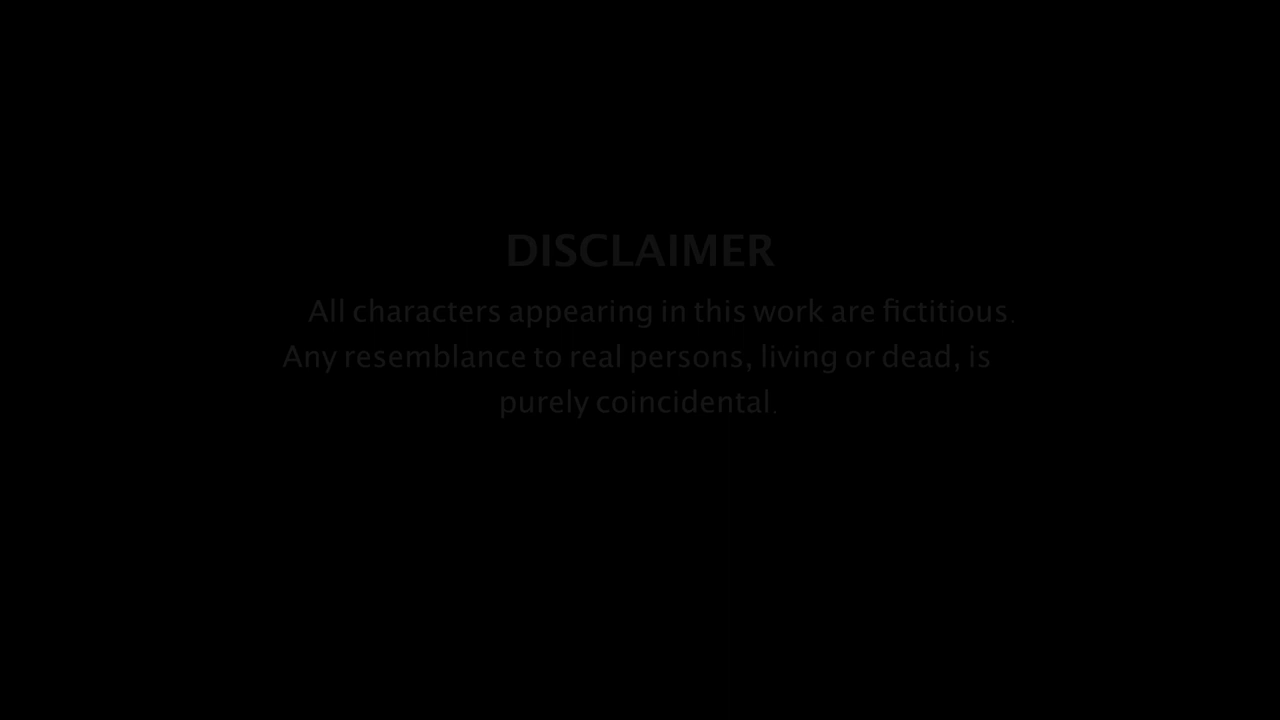 DISCLAIMER
All characters appearing in this work are fictitious.
Any resemblance to real persons, living or dead, is
purely coincidental.